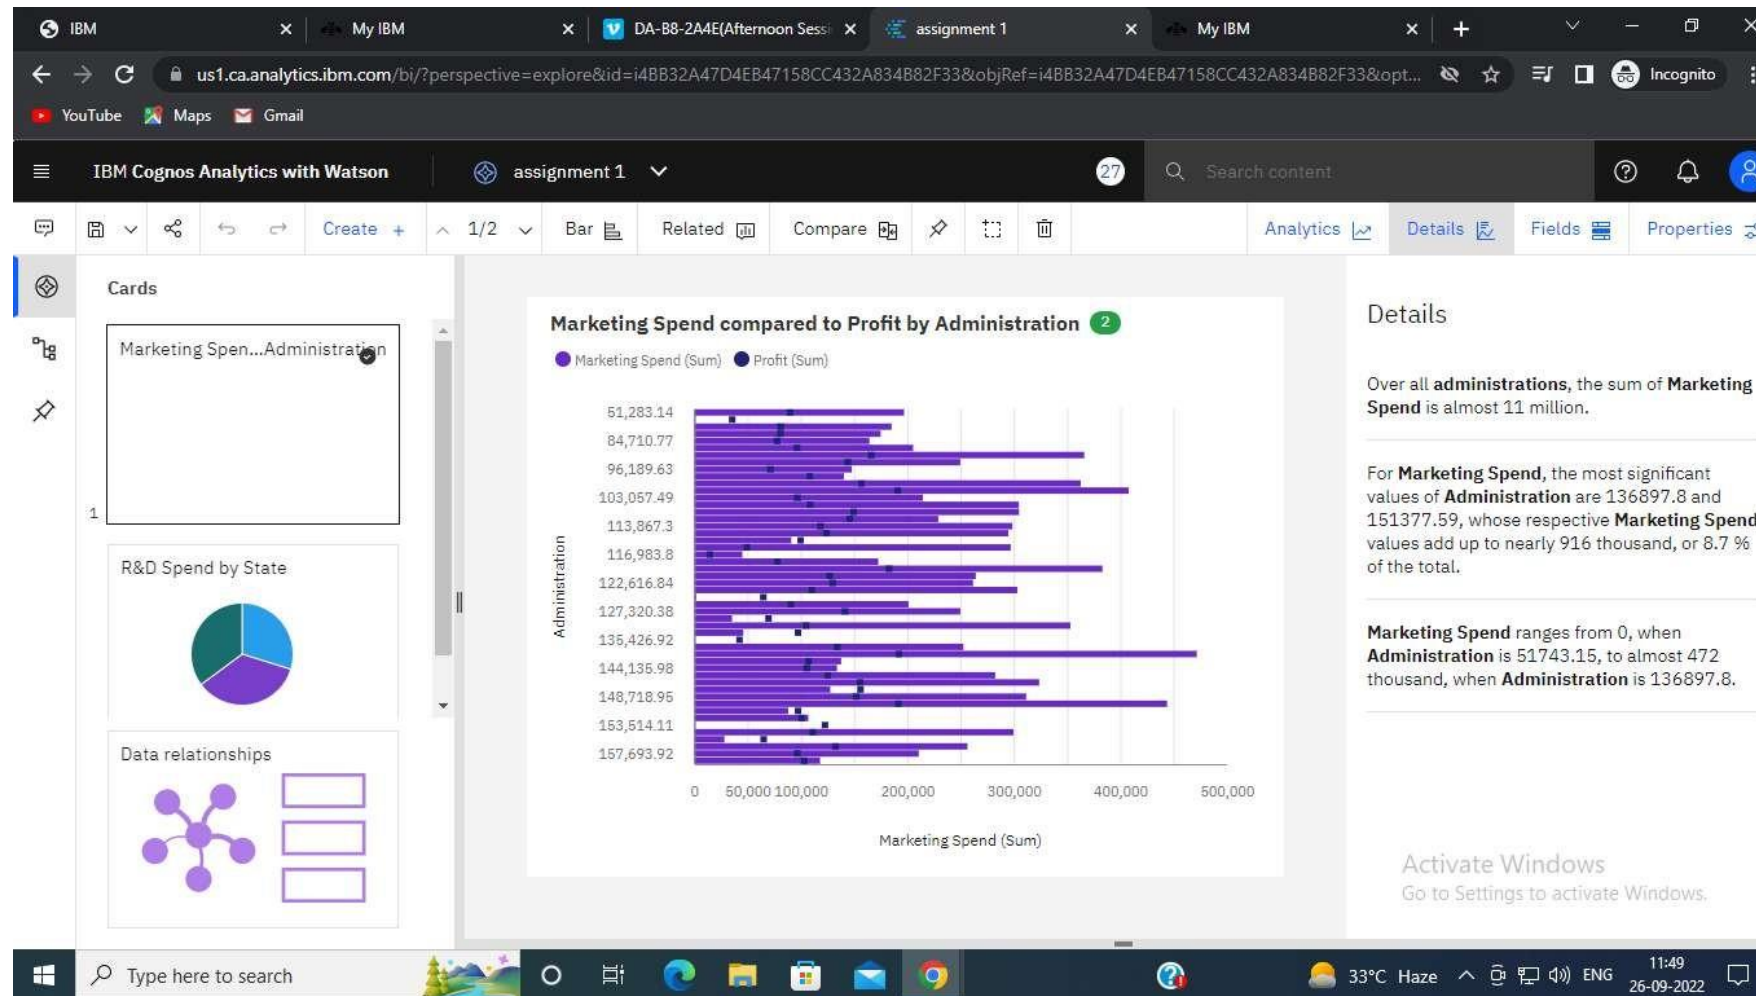 IBM
My IBM
DA-B8-2A4E(Afternoon Sessi
assignment 1
My IBM
us1.ca.analytics.ibm.com/bi/?perspective=explore&id=i4BB32A47D4EB47158CC432A834B82F33&objRef=i4BB32A47D4EB47158CC432A834B82F33&opt...
Incognito
YouTube
Maps
Gmail
IBM Cognos Analytics with Watson
assignment 1
27
Search content
Create +
1/2
Bar
Related
Compare
Analytics
Details
Fields
Properties
Cards
Marketing Spen...Administration
1
R&D Spend by State
Data relationships
Marketing Spend compared to Profit by Administration 2
Marketing Spend (Sum) Profit (Sum)
Administration
51,283.14
84,710.77
96,189.63
103,057.49
113,867.3
116,983.8
122,616.84
127,320.38
135,426.92
144,135.98
148,718.95
153,514.11
157,693.92
0 50,000 100,000 200,000 300,000 400,000 500,000
Marketing Spend (Sum)
Details
Over all administrations, the sum of Marketing
Spend is almost 11 million.
For Marketing Spend, the most significant
values of Administration are 136897.8 and
151377.59, whose respective Marketing Spend
values add up to nearly 916 thousand, or 8.7 %
of the total.
Marketing Spend ranges from 0, when
Administration is 51743.15, to almost 472
thousand, when Administration is 136897.8.
Activate Windows
Go to Settings to activate Windows.
Type here to search
33°C Haze
ENG
11:49
26-09-2022